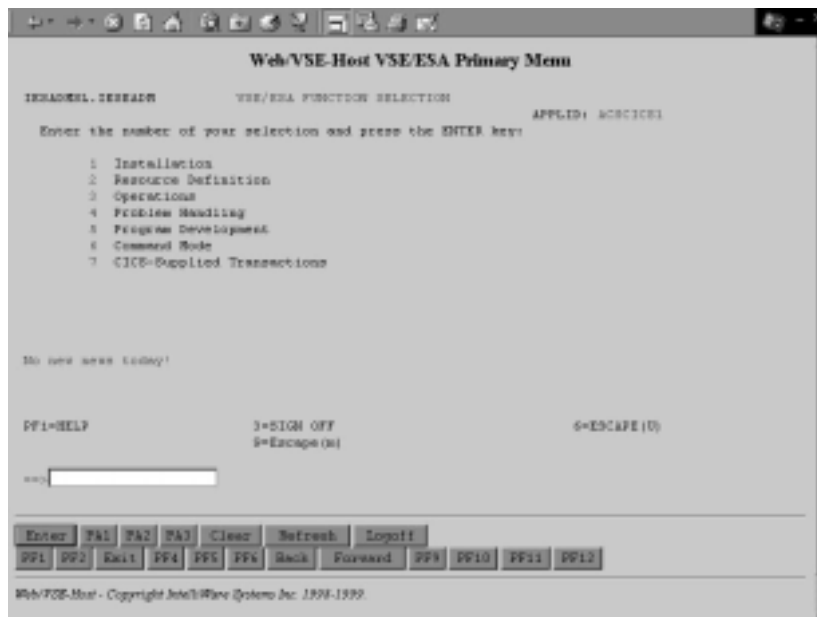 Web/VSE-Host VSE/ESA Primary Menu
IESADMSL.IESEADM VSE/ESA FUNCTION SELECTION
APPLID: ACSCICS1
Enter the number of your selection and press the ENTER key:
1 Installation
2 Resource Definition
3 Operations
4 Problem Handling
5 Program Development
6 Command Mode
7 CICS-Supplied Transactions
No new news today!
PF1=HELP 3=SIGN OFF 6=ESCAPE(U)
9=Escape(m)
==>
Enter PA1 PA2 PA3 Clear Refresh Logoff
PF1 PF2 Exit PF4 PF5 PF6 Back Forward PF9 PF10 PF11 PF12
Web/VSE-Host - Copyright IntelliWare Systems Inc. 1998-1999.